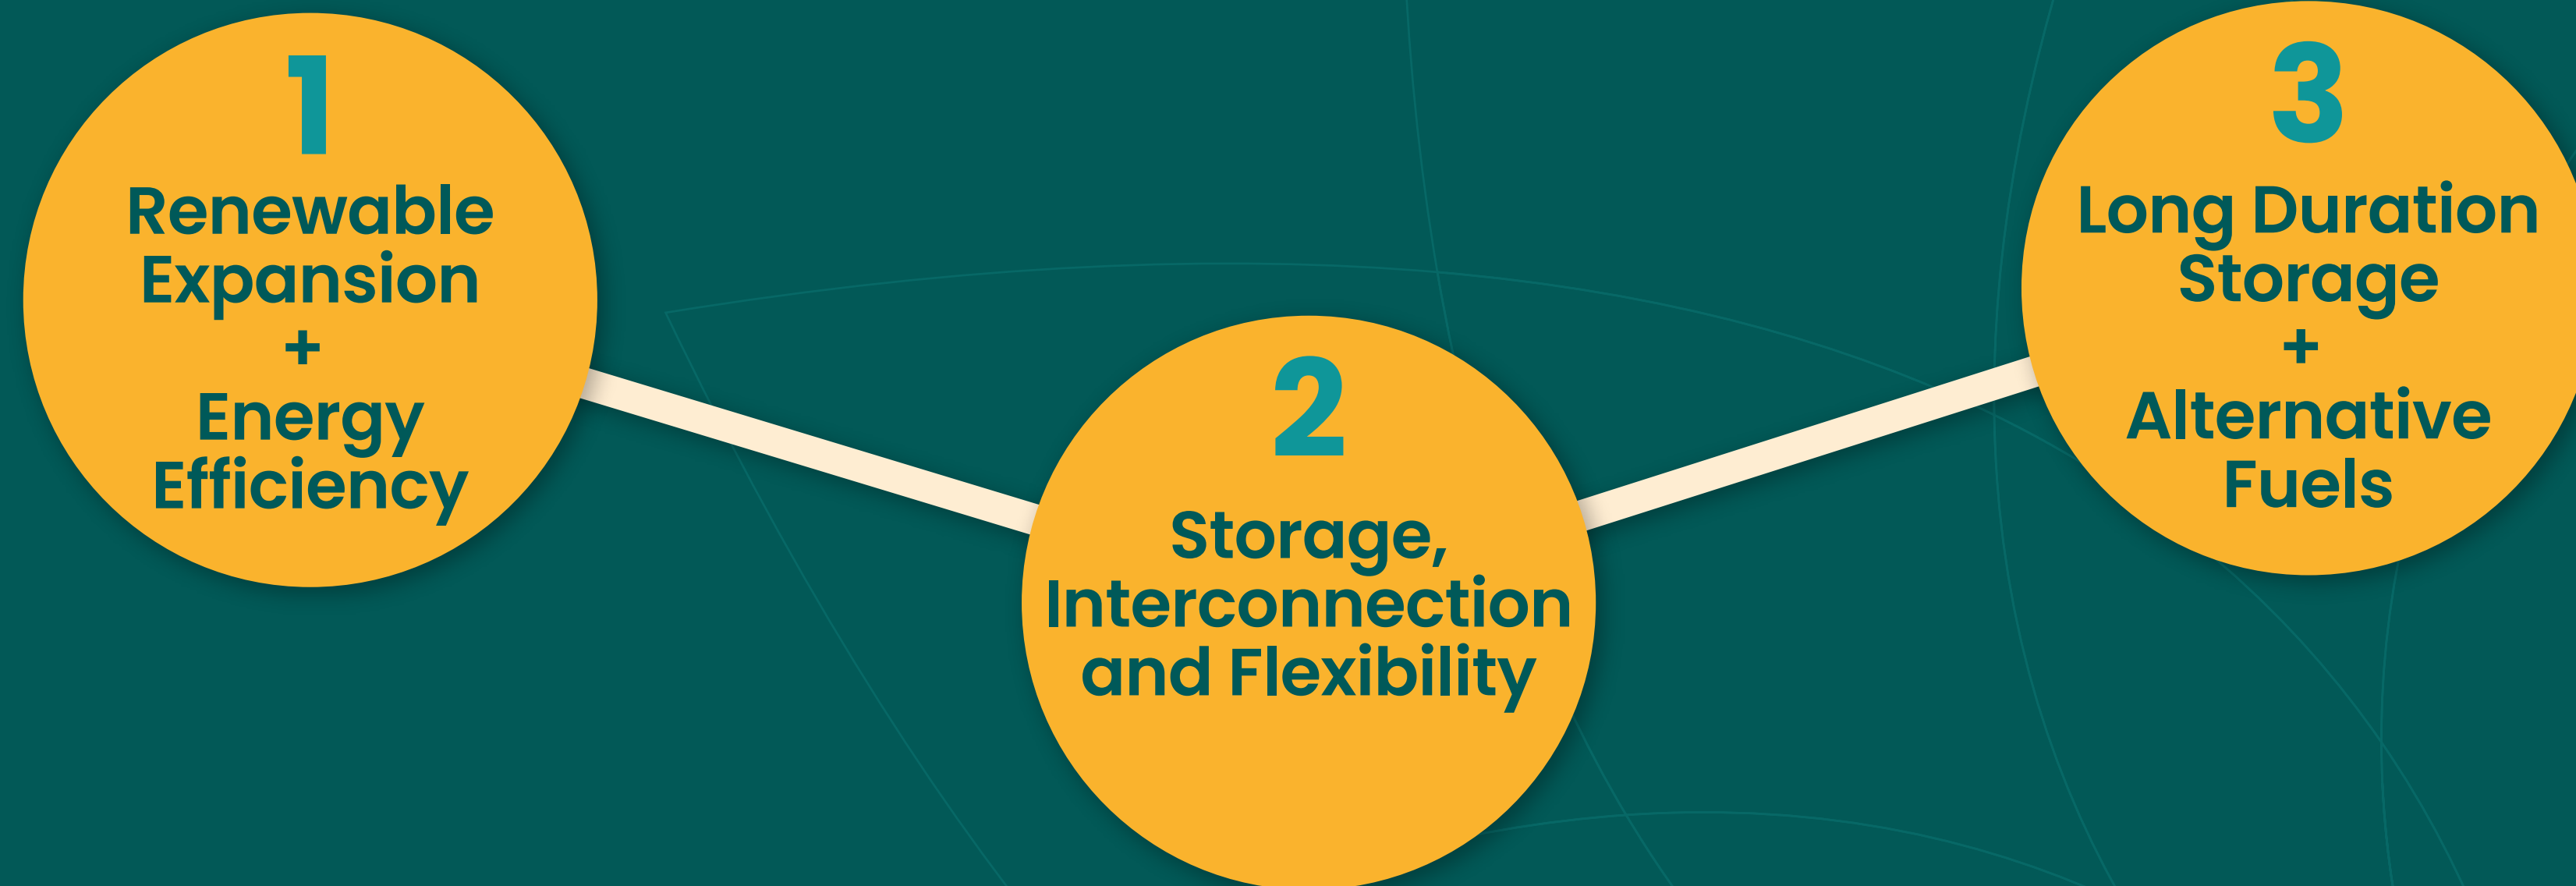 1
Renewable
Expansion
+
Energy
Efficiency
2
Storage,
Interconnection
and Flexibility
3
Long Duration
Storage
+
Alternative
Fuels